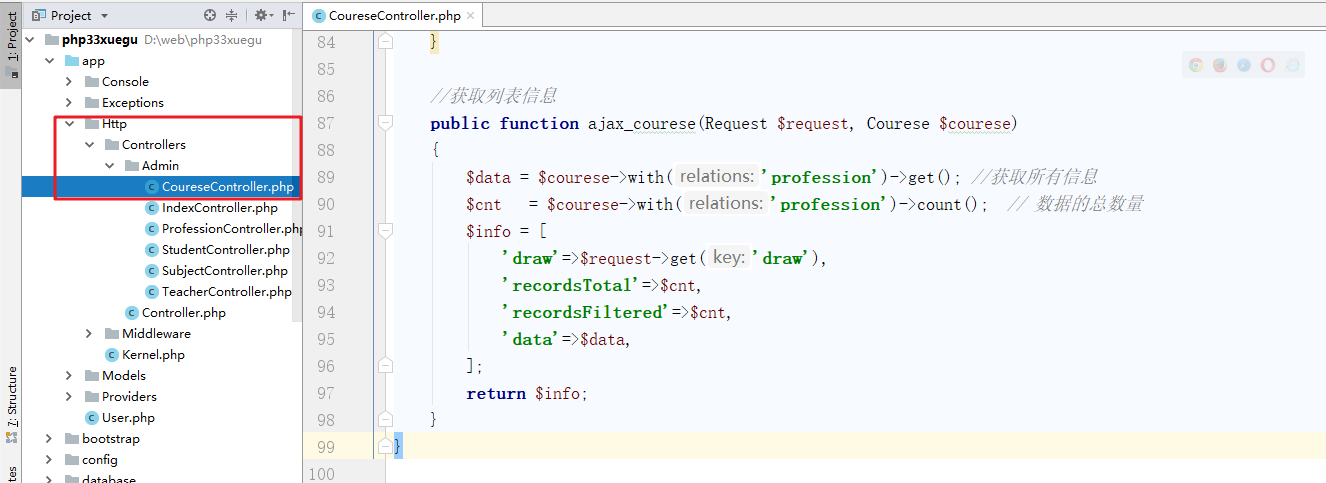 1: Project
7: Structure
tes
Project
php33xuegu D:\web\php33xuegu
app
Console
Exceptions
Http
Controllers
Admin
CoureseController.php
IndexController.php
ProfessionController.php
StudentController.php
SubjectController.php
TeacherController.php
Controller.php
Middleware
Kernel.php
Models
Providers
User.php
bootstrap
config
database
CoureseController.php
84 }
85
86 //获取列表信息
87 public function ajax_courese(Request $request, Courese $courese)
88 {
89 $data = $courese->with( relations: 'profession')->get(); //获取所有信息
90 $cnt = $courese->with( relations: 'profession')->count(); // 数据的总数量
91 $info = [
92 'draw'=>$request->get( key: 'draw'),
93 'recordsTotal'=>$cnt,
94 'recordsFiltered'=>$cnt,
95 'data'=>$data,
96 ];
97 return $info;
98 }
99 }
100